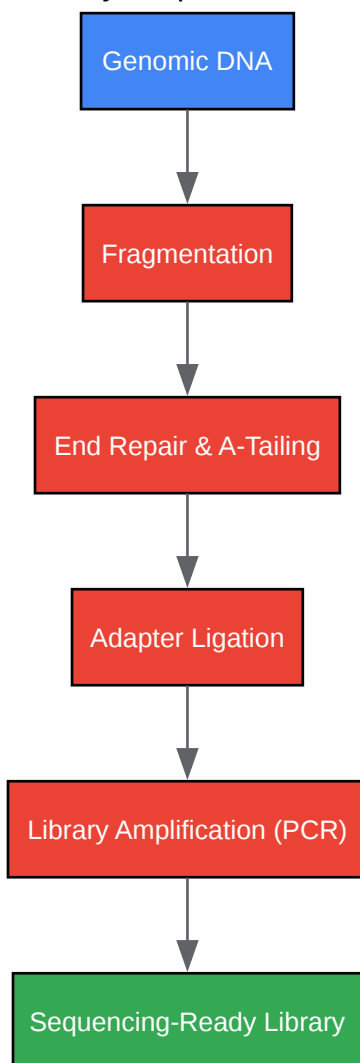 Genomic DNA
Fragmentation
End Repair & A-Tailing
Adapter Ligation
Library Amplification (PCR)
Sequencing-Ready Library